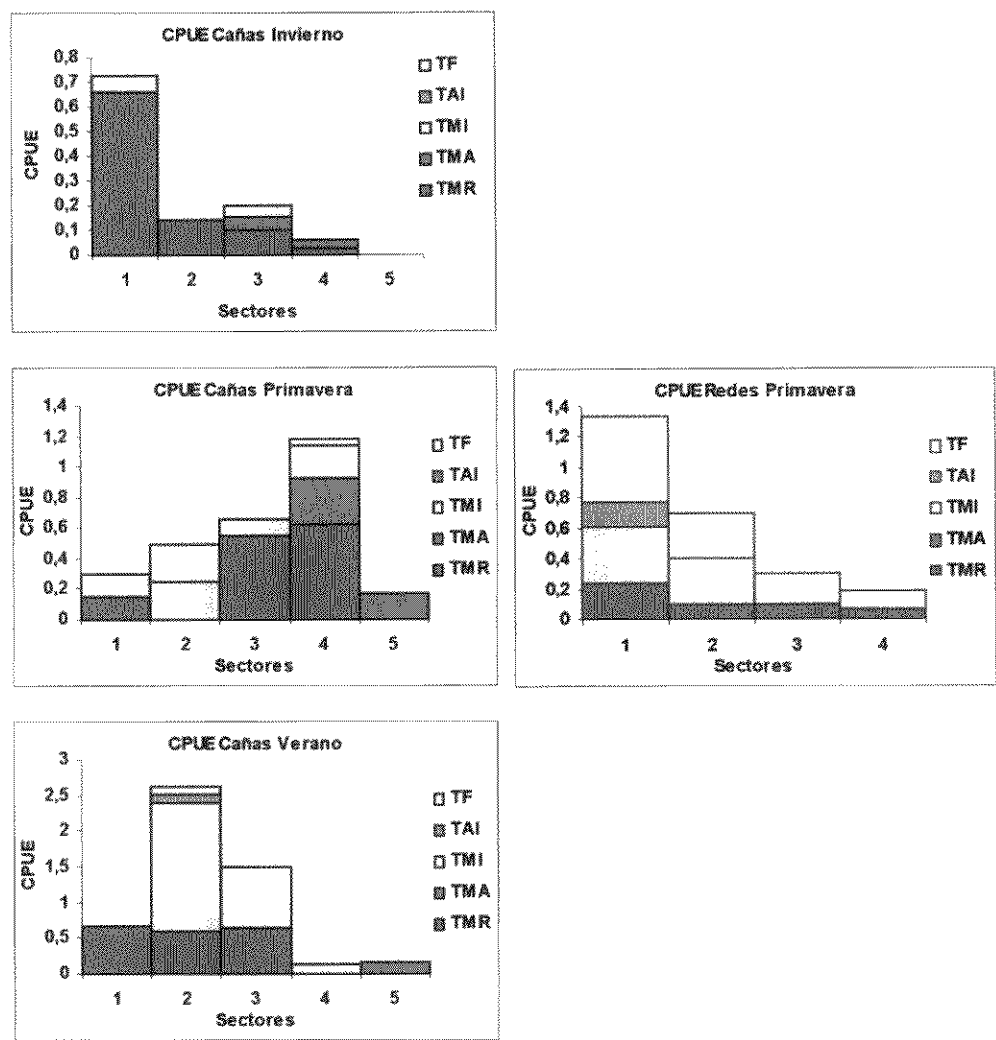 CPUE Cañas Invierno
0,8
0,7
0,6
0,5
0,4
0,3
0,2
0,1
0
CPUE
1 2 3 4 5
Sectores
TF
TAI
TMI
TMA
TMR
CPUE Cañas Primavera
1,4
1,2
1
0,8
0,6
0,4
0,2
0
CPUE
1 2 3 4 5
Sectores
TF
TAI
TMI
TMA
TMR
CPUE Redes Primavera
1,4
1,2
1
0,8
0,6
0,4
0,2
0
CPUE
1 2 3 4
Sectores
TF
TAI
TMI
TMA
TMR
CPUE Cañas Verano
3
2,5
2
1,5
1
0,5
0
CPUE
1 2 3 4 5
Sectores
TF
TAI
TMI
TMA
TMR